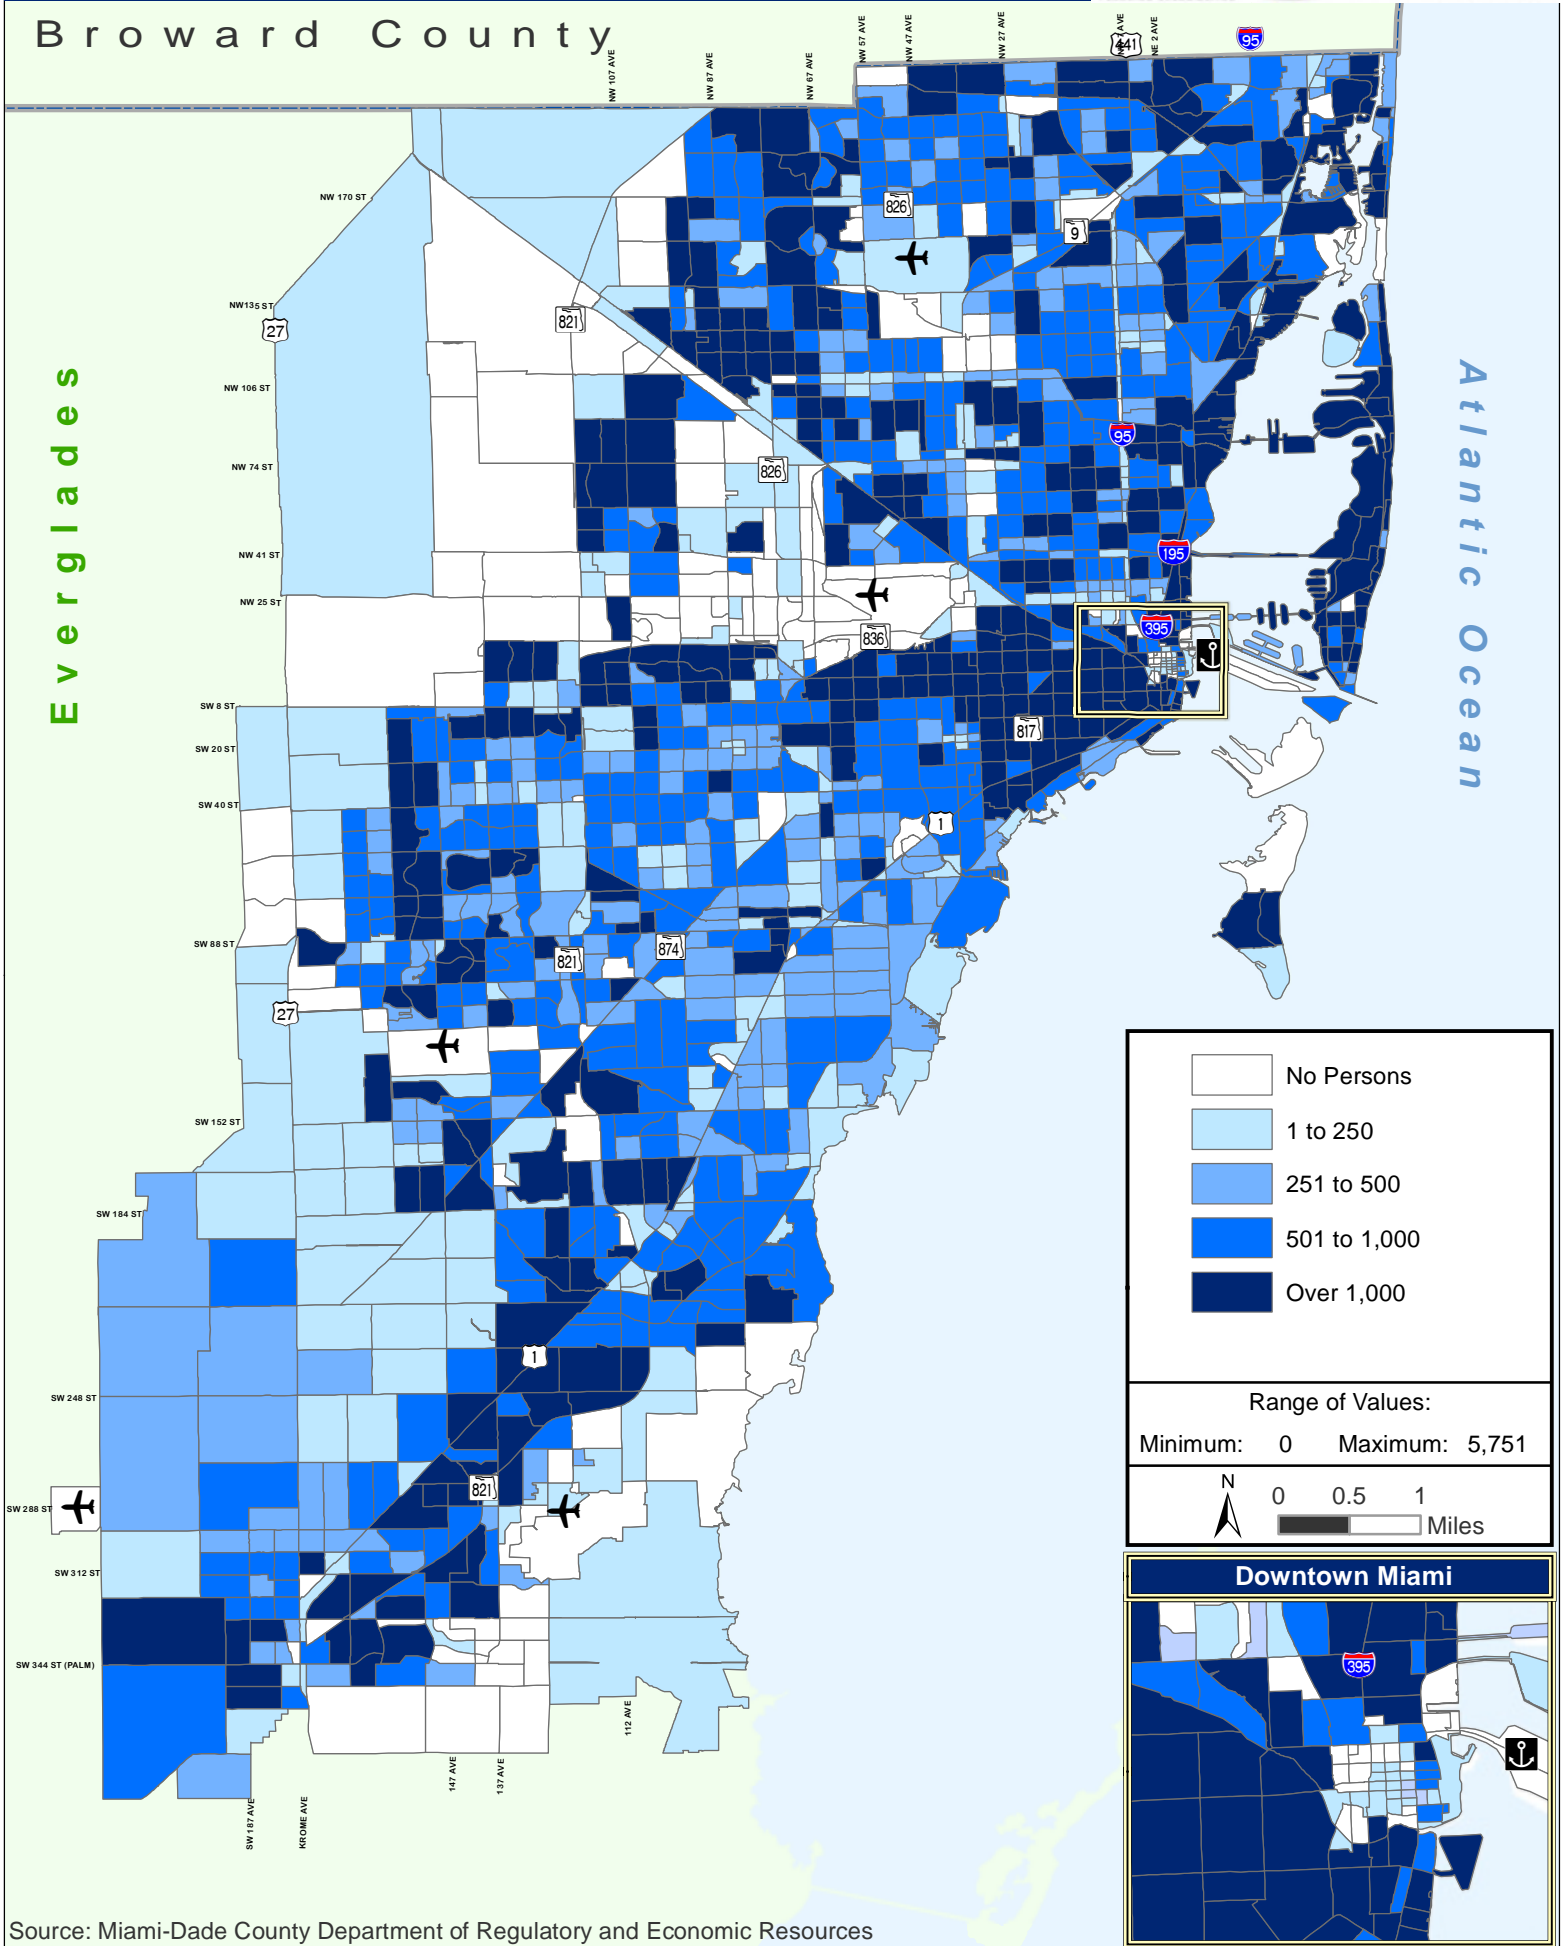 Broward County
NW 107 AVE
NW 87 AVE
NW 67 AVE
NW 57 AVE
NW 47 AVE
NW 27 AVE
441
AVE
NE 2 AVE
95
NW 170 ST
826
9
NW135 ST
27
821
Everglades
NW 106 ST
Atlantic Ocean
95
NW 74 ST
826
NW 41 ST
195
NW 25 ST
395
836
SW 8 ST
817
SW 20 ST
SW 40 ST
1
SW 88 ST
821
874
27
SW 152 ST
SW 184 ST
1
SW 248 ST
821
SW 288 ST
SW 312 ST
SW 344 ST (PALM)
112 AVE
147 AVE
137 AVE
SW 187 AVE
KROME AVE
No Persons
1 to 250
251 to 500
501 to 1,000
Over 1,000
Range of Values:
Minimum: 0 Maximum: 5,751
N
0 0.5 1
Miles
Downtown Miami
395
Source: Miami-Dade County Department of Regulatory and Economic Resources